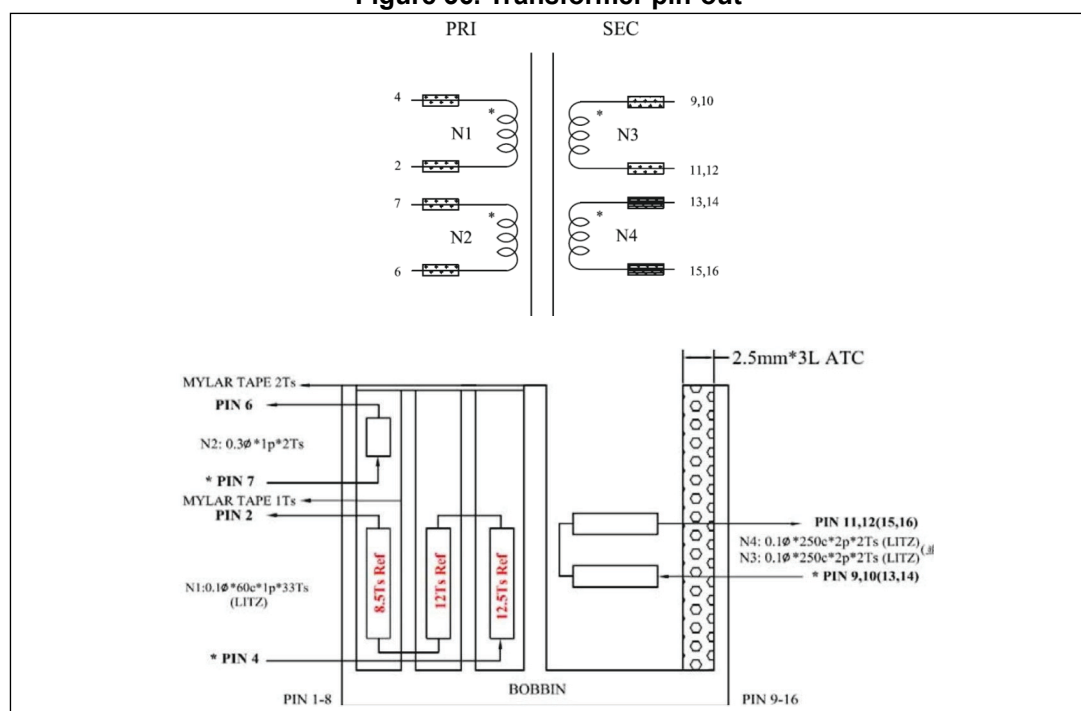 PRI
SEC
4
2
7
6
*
N1
*
N2
*
N3
*
N4
9,10
11,12
13,14
15,16
2.5mm*3L ATC
MYLAR TAPE 2Ts
PIN 6
N2: 0.3ø*1p*2Ts
* PIN 7
MYLAR TAPE 1Ts
PIN 2
N1:0.1ø*60c*1p*33Ts
(LITZ)
* PIN 4
8.5Ts Ref
12Ts Ref
12.5Ts Ref
PIN 11,12(15,16)
N4: 0.1ø*250c*2p*2Ts (LITZ)
N3: 0.1ø*250c*2p*2Ts (LITZ)
* PIN 9,10(13,14)
BOBBIN
PIN 1-8
PIN 9-16